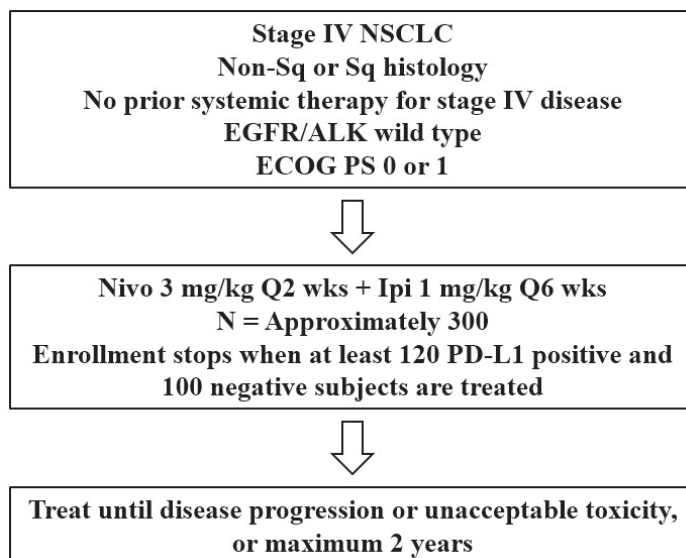 Stage IV NSCLC
Non-Sq or Sq histology
No prior systemic therapy for stage IV disease
EGFR/ALK wild type
ECOG PS 0 or 1
Nivo 3 mg/kg Q2 wks + Ipi 1 mg/kg Q6 wks
N = Approximately 300
Enrollment stops when at least 120 PD-L1 positive and
100 negative subjects are treated
Treat until disease progression or unacceptable toxicity,
or maximum 2 years